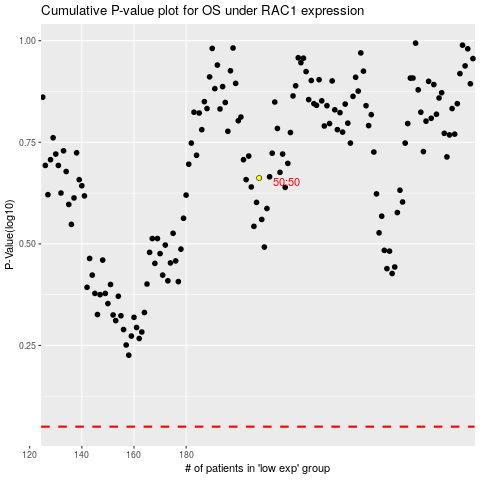 Cumulative P-value plot for OS under RAC1 expression
1.00
0.75
0.50
0.25
P-Value(log10)
50:50
120 140 160 180
# of patients in 'low exp' group